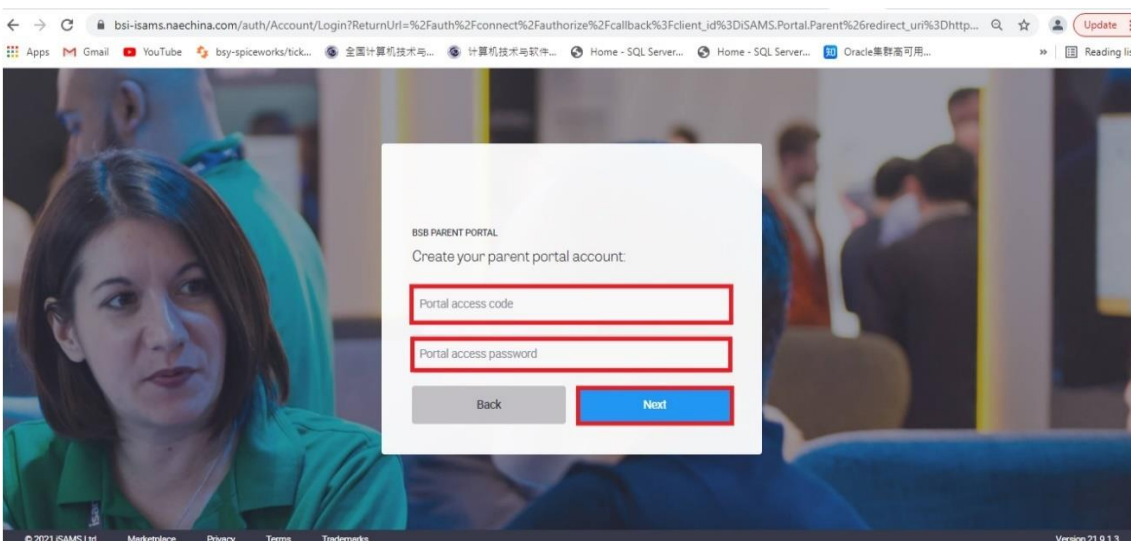 bsi-isams.naechina.com/auth/Account/Login?ReturnUrl=%2Fauth%2Fconnect%2Fauthorize%2Fcallback%3Fclient_id%3DiSAMS.Portal.Parent%26redirect_uri%3Dhttp...
Update
Apps Gmail YouTube bsy-spiceworks/tick... 全国计算机技术与... 计算机技术与软件... Home - SQL Server... Home - SQL Server... 知 Oracle集群高可用... » Reading lis
BSB PARENT PORTAL
Create your parent portal account:
Portal access code
Portal access password
Back Next
© 2021 iSAMS Ltd Marketplace Privacy Terms Trademarks Version 21.9.1.3